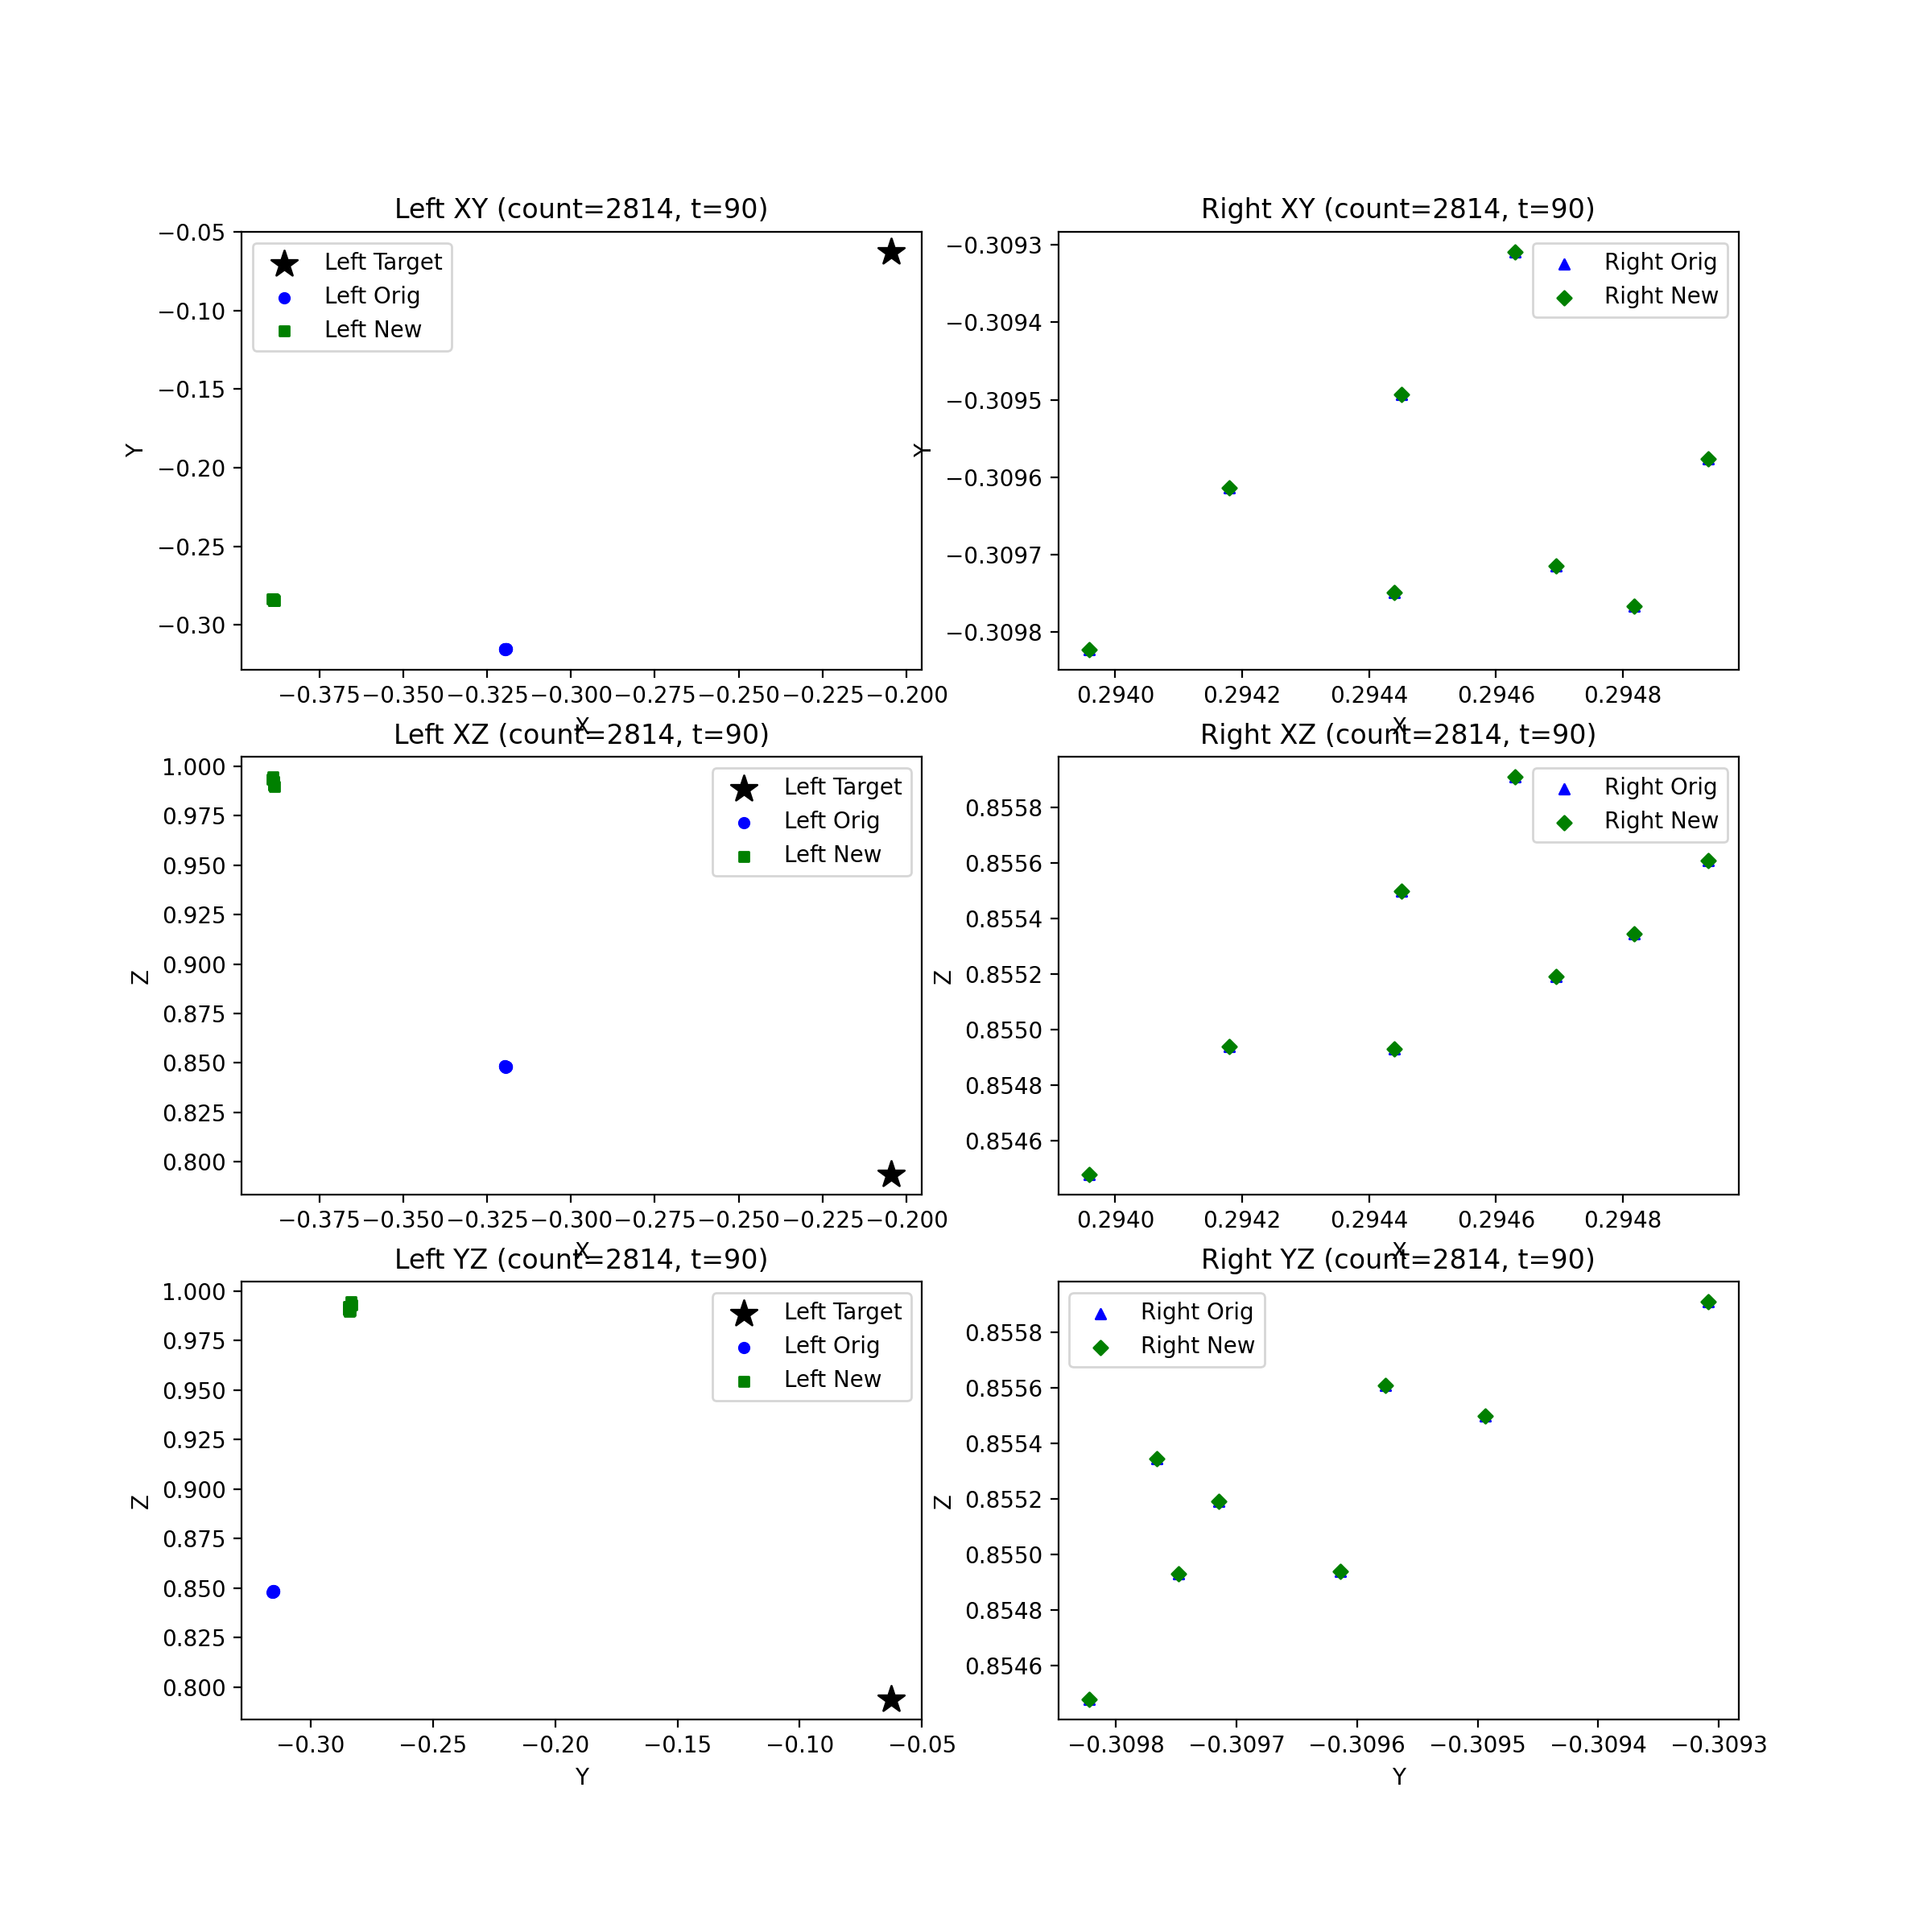 Left XY (count=2814, t=90)
Left Target
Left Orig
Left New
Y
−0.05
−0.10
−0.15
−0.20
−0.25
−0.30
−0.375 −0.350 −0.325 −0.300 −0.275 −0.250 −0.225 −0.200
X
Right XY (count=2814, t=90)
Right Orig
Right New
Y
−0.3093
−0.3094
−0.3095
−0.3096
−0.3097
−0.3098
0.2940 0.2942 0.2944 0.2946 0.2948
X
Left XZ (count=2814, t=90)
Left Target
Left Orig
Left New
Z
1.000
0.975
0.950
0.925
0.900
0.875
0.850
0.825
0.800
−0.375 −0.350 −0.325 −0.300 −0.275 −0.250 −0.225 −0.200
X
Right XZ (count=2814, t=90)
Right Orig
Right New
Z
0.8558
0.8556
0.8554
0.8552
0.8550
0.8548
0.8546
0.2940 0.2942 0.2944 0.2946 0.2948
X
Left YZ (count=2814, t=90)
Left Target
Left Orig
Left New
Z
1.000
0.975
0.950
0.925
0.900
0.875
0.850
0.825
0.800
−0.30 −0.25 −0.20 −0.15 −0.10 −0.05
Y
Right YZ (count=2814, t=90)
Right Orig
Right New
Z
0.8558
0.8556
0.8554
0.8552
0.8550
0.8548
0.8546
−0.3098 −0.3097 −0.3096 −0.3095 −0.3094 −0.3093
Y